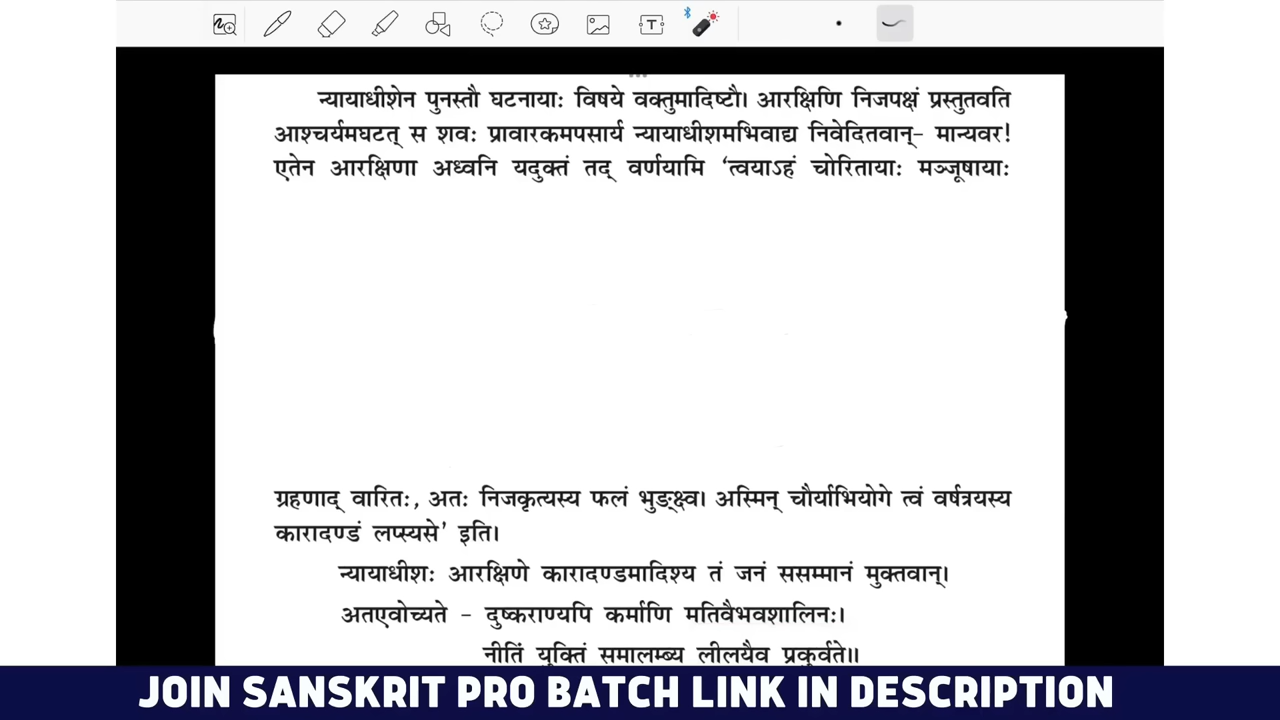 न्यायाधीशेन पुनस्तौ घटनायाः विषये वक्तुमादिष्टौ। आरक्षिणि निजपक्षं प्रस्तुतवति
आश्चर्यमघटत् स शवः प्रावारकमपसार्य न्यायाधीशमभिवाद्य निवेदितवान्- मान्यवर!
एतेन आरक्षिणा अध्वनि यदुक्तं तद् वर्णयामि ‘त्वयाऽहं चोरितायाः मञ्जूषायाः
ग्रहणाद् वारितः, अतः निजकृत्यस्य फलं भुङ्क्ष्व। अस्मिन् चौर्याभियोगे त्वं वर्षत्रयस्य
कारादण्डं लप्स्यसे’ इति।
न्यायाधीशः आरक्षिणे कारादण्डमादिश्य तं जनं ससम्मानं मुक्तवान्।
अतएवोच्यते - दुष्कराण्यपि कर्माणि मतिवैभवशालिनः।
नीतिं युक्तिं समालम्ब्य लीलयैव प्रकुर्वते॥
JOIN SANSKRIT PRO BATCH LINK IN DESCRIPTION